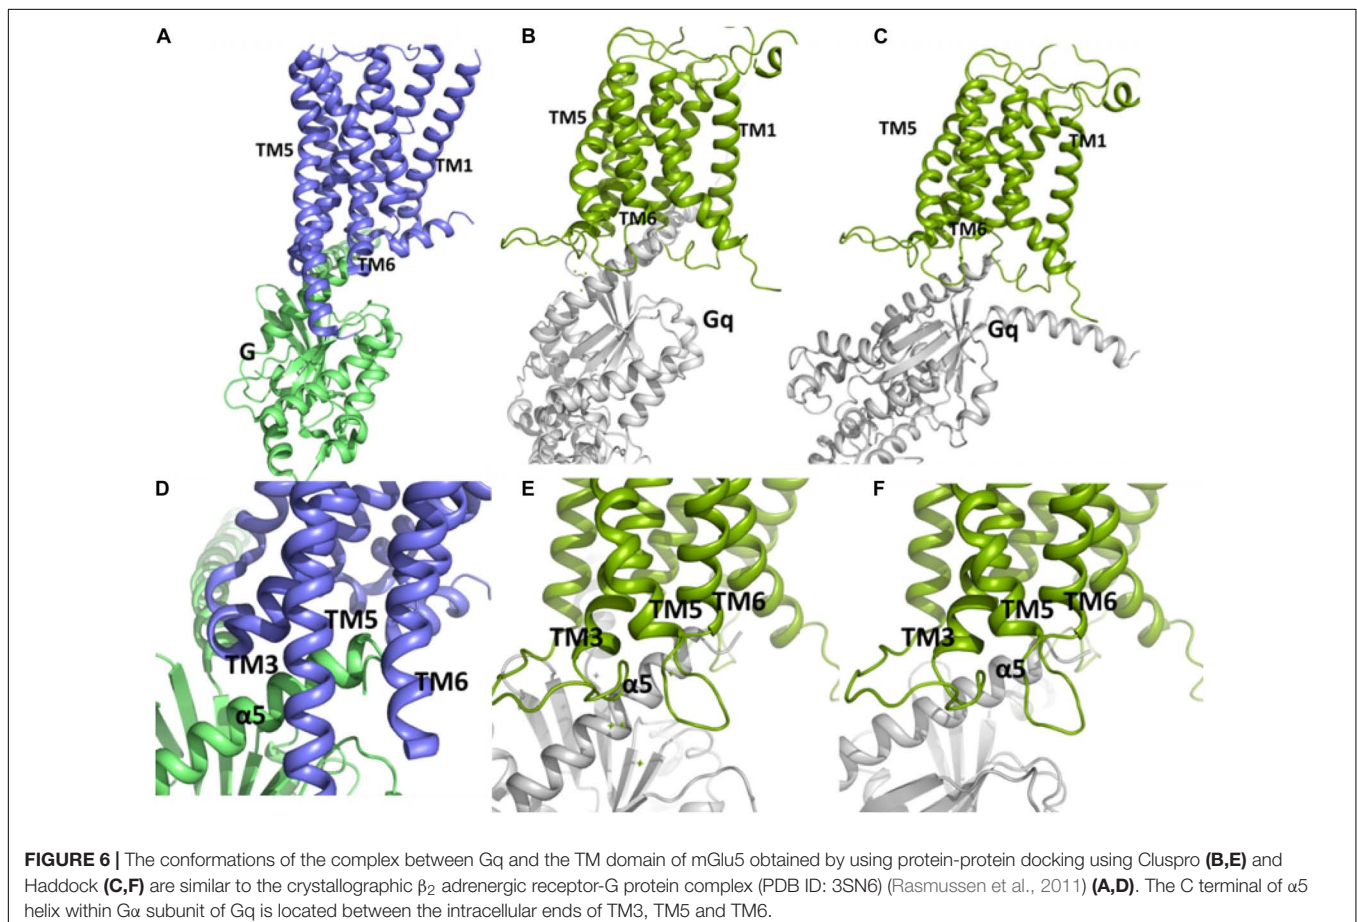 A
B
C
TM5
TM1
TM6
G
TM5
TM1
TM6
Gq
TM5
TM1
TM6
Gq
D
E
F
TM5
TM3
TM6
α5
TM5
TM6
TM3
α5
TM5
TM6
TM3
α5
FIGURE 6 | The conformations of the complex between Gq and the TM domain of mGlu5 obtained by using protein-protein docking using Cluspro (B,E) and
Haddock (C,F) are similar to the crystallographic β₂ adrenergic receptor-G protein complex (PDB ID: 3SN6) (Rasmussen et al., 2011) (A,D). The C terminal of α5
helix within Gα subunit of Gq is located between the intracellular ends of TM3, TM5 and TM6.